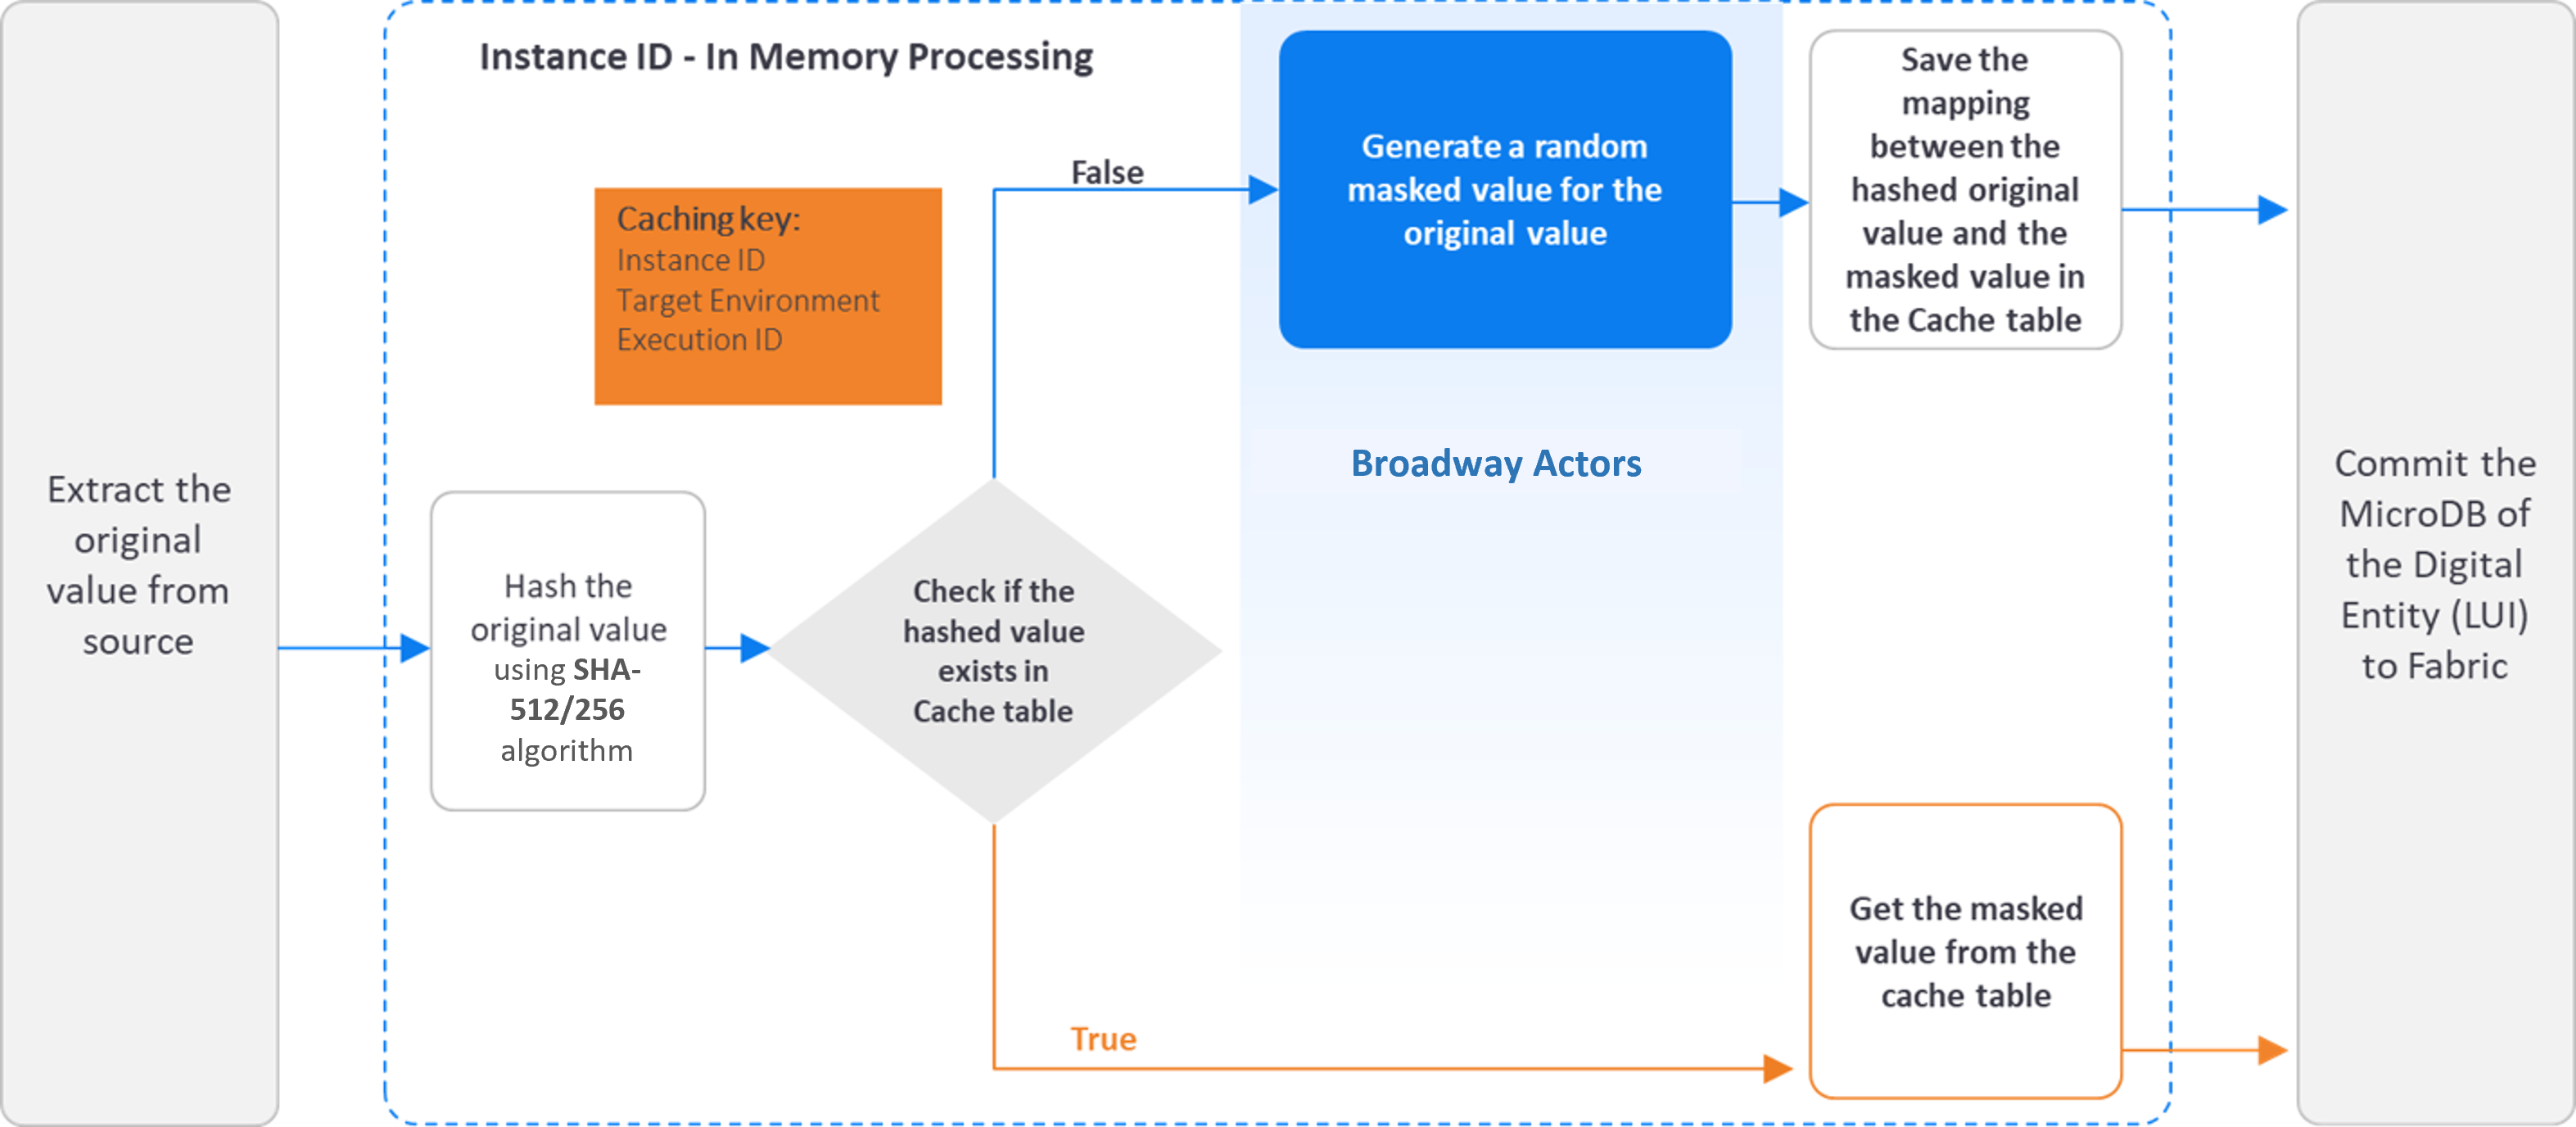 Extract the
original
value from
source
Instance ID - In Memory Processing
Caching key:
Instance ID
Target Environment
Execution ID
Hash the
original value
using SHA-
512/256
algorithm
Check if the
hashed value
exists in
Cache table
False
True
Generate a random
masked value for the
original value
Broadway Actors
Save the
mapping
between the
hashed original
value and the
masked value in
the Cache table
Get the masked
value from the
cache table
Commit the
MicroDB of
the Digital
Entity (LUI)
to Fabric